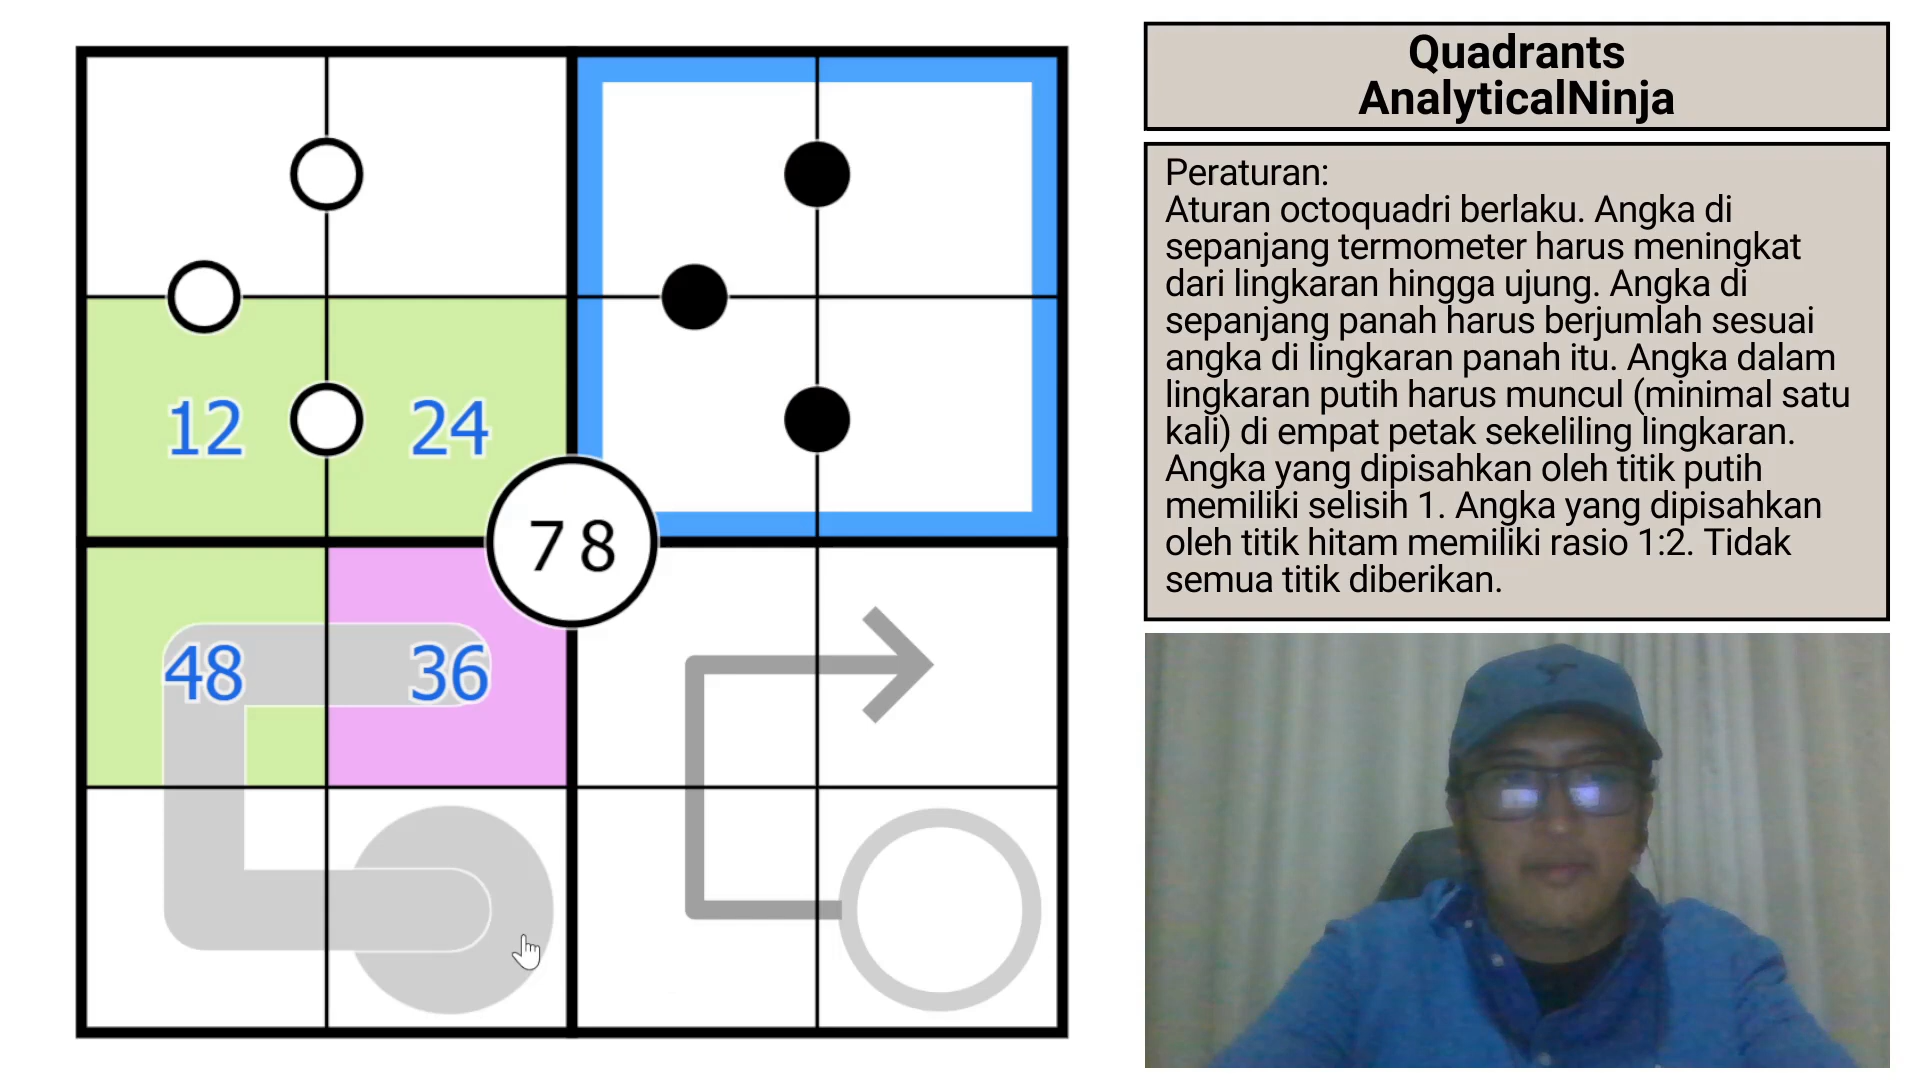 Quadrants
AnalyticalNinja
Peraturan:
Aturan octoquadri berlaku. Angka di
sepanjang termometer harus meningkat
dari lingkaran hingga ujung. Angka di
sepanjang panah harus berjumlah sesuai
angka di lingkaran panah itu. Angka dalam
lingkaran putih harus muncul (minimal satu
kali) di empat petak sekeliling lingkaran.
Angka yang dipisahkan oleh titik putih
memiliki selisih 1. Angka yang dipisahkan
oleh titik hitam memiliki rasio 1:2. Tidak
semua titik diberikan.
12 24
7 8
48 36